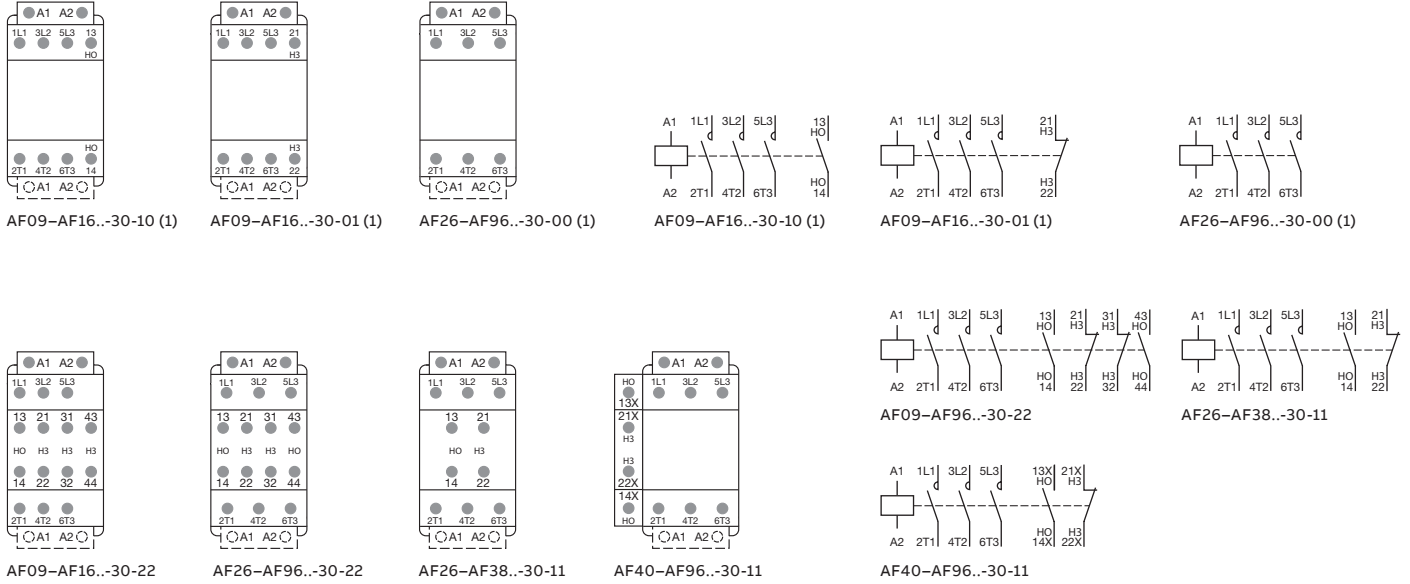 A1 A2
1L1 3L2 5L3 13
HO
HO
2T1 4T2 6T3 14
A1 A2
AF09–AF16..-30-10 (1)
A1 A2
1L1 3L2 5L3 21
H3
H3
2T1 4T2 6T3 22
A1 A2
AF09–AF16..-30-01 (1)
A1 A2
1L1 3L2 5L3
2T1 4T2 6T3
A1 A2
AF26–AF96..-30-00 (1)
A1 1L1 3L2 5L3 13
HO
HO
A2 2T1 4T2 6T3 14
AF09–AF16..-30-10 (1)
A1 1L1 3L2 5L3 21
H3
H3
A2 2T1 4T2 6T3 22
AF09–AF16..-30-01 (1)
A1 1L1 3L2 5L3
A2 2T1 4T2 6T3
AF26–AF96..-30-00 (1)
A1 1L1 3L2 5L3 13 21 31 43
HO H3 H3 HO
HO H3 H3 HO
A2 2T1 4T2 6T3 14 22 32 44
AF09–AF96..-30-22
A1 1L1 3L2 5L3 13 21
HO H3
HO H3
A2 2T1 4T2 6T3 14 22
AF26–AF38..-30-11
A1 A2
1L1 3L2 5L3
13 21 31 43
HO H3 H3 H3
14 22 32 44
2T1 4T2 6T3
A1 A2
AF09–AF16..-30-22
A1 A2
1L1 3L2 5L3
13 21 31 43
HO H3 H3 HO
14 22 32 44
2T1 4T2 6T3
A1 A2
AF26–AF96..-30-22
A1 A2
1L1 3L2 5L3
13 21
HO H3
14 22
2T1 4T2 6T3
A1 A2
AF26–AF38..-30-11
A1 A2
HO 1L1 3L2 5L3
13X
21X
H3
H3
22X
14X
HO 2T1 4T2 6T3
A1 A2
AF40–AF96..-30-11
A1 1L1 3L2 5L3 13X 21X
HO H3
HO H3
A2 2T1 4T2 6T3 14X 22X
AF40–AF96..-30-11